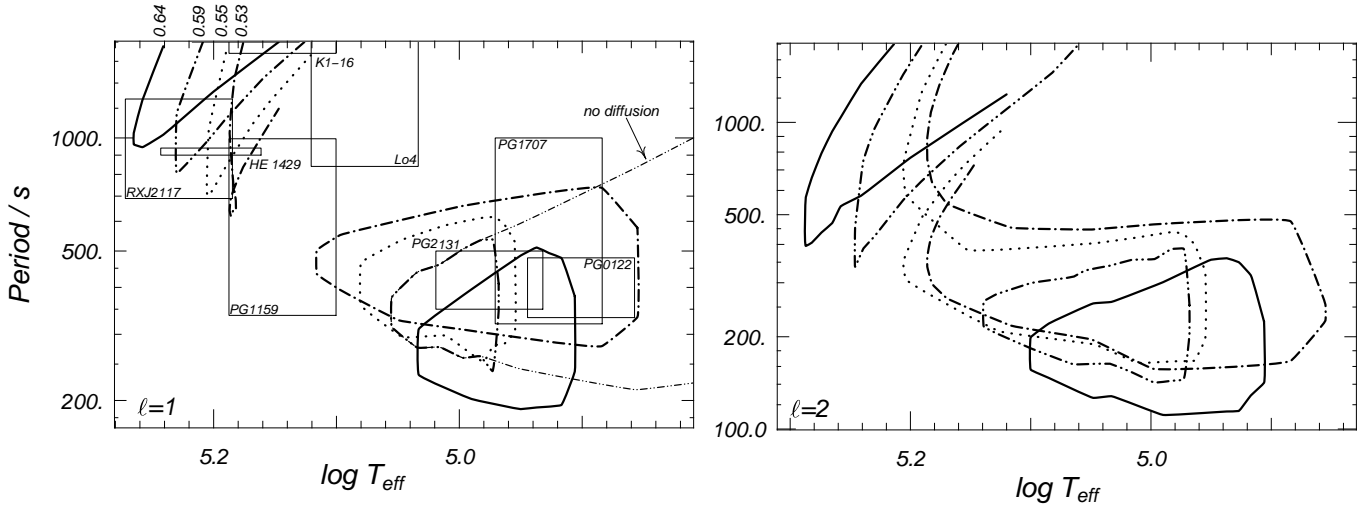 0.64
0.59
0.55
0.53
K1-16
no diffusion
1000.
PG1707
HE 1429
Lo4
RXJ2117
Period / s
500.
PG2131
PG0122
PG1159
200.
ℓ=1
5.2
5.0
log Teff
1000.
500.
200.
100.0
ℓ=2
5.2
5.0
log Teff